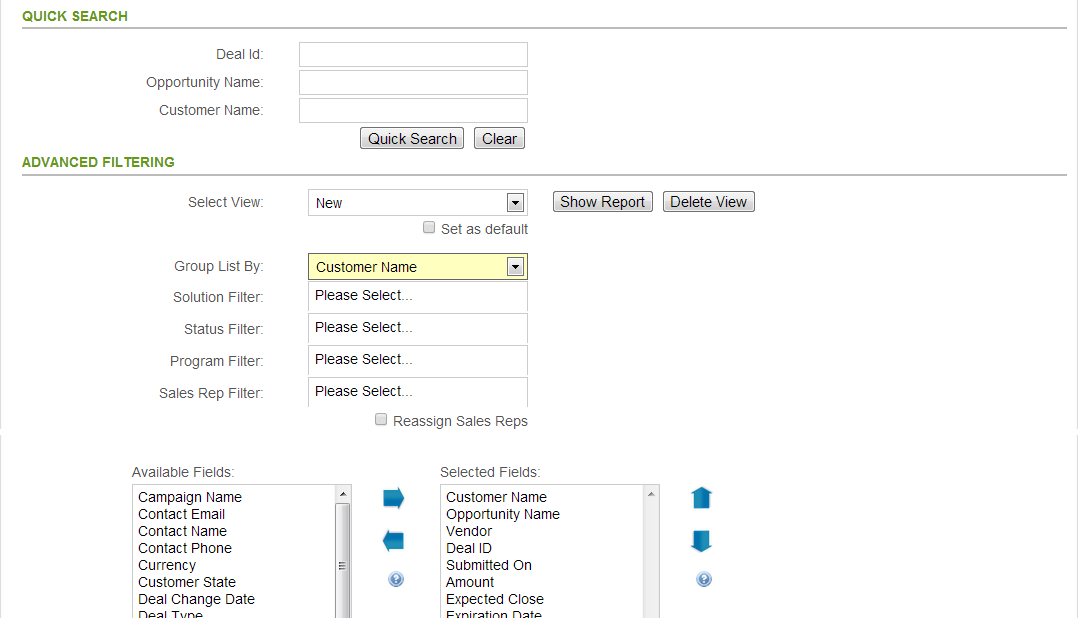 QUICK SEARCH
Deal Id:
Opportunity Name:
Customer Name:
Quick Search Clear
ADVANCED FILTERING
Select View: New Show Report Delete View
Set as default
Group List By: Customer Name
Solution Filter: Please Select...
Status Filter: Please Select...
Program Filter: Please Select...
Sales Rep Filter: Please Select...
Reassign Sales Reps
Available Fields: Selected Fields:
Campaign Name Customer Name
Contact Email Opportunity Name
Contact Name Vendor
Contact Phone Deal ID
Currency Submitted On
Customer State Amount
Deal Change Date Expected Close
Deal Type Expiration Date